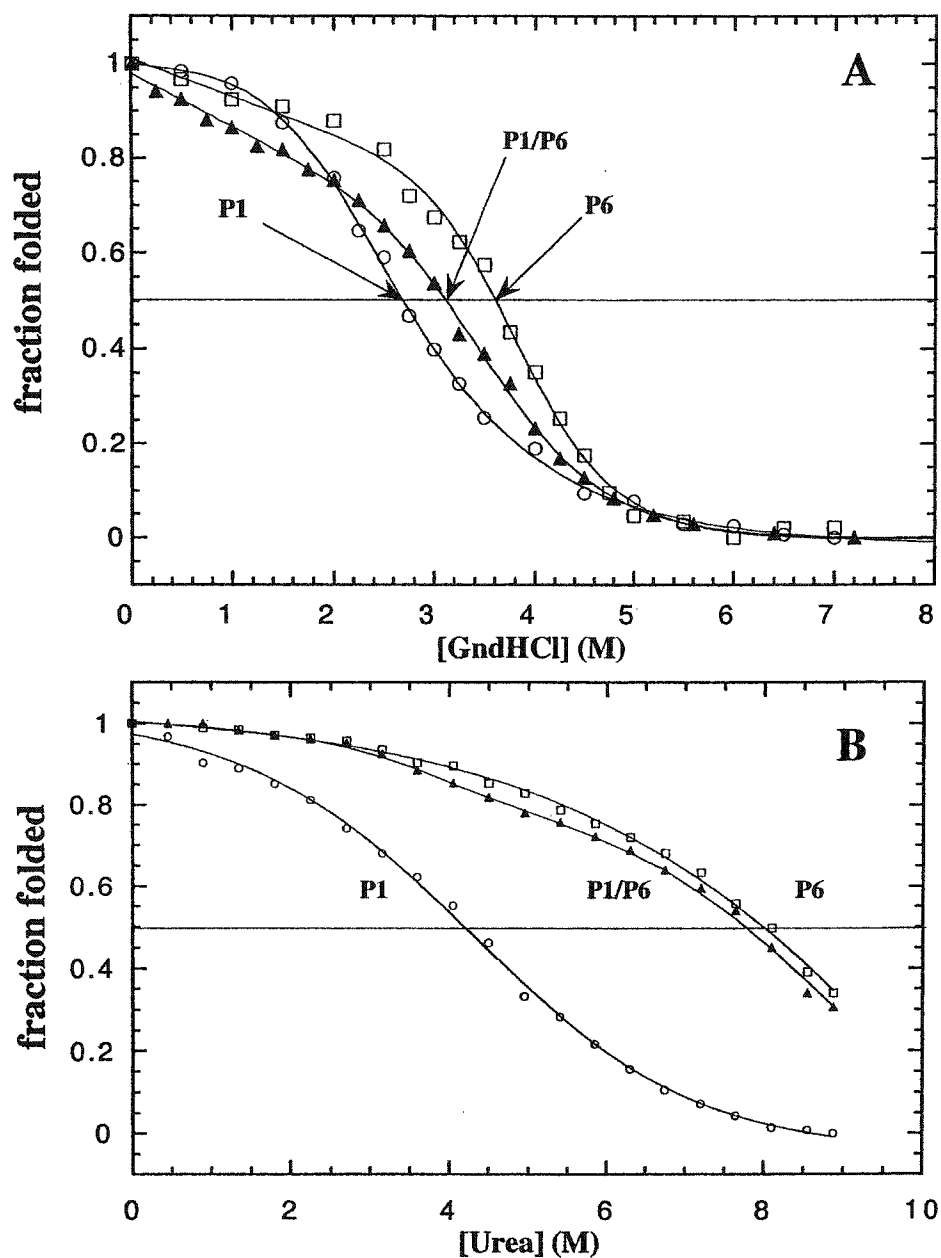 A
fraction folded
1
0.8
0.6
0.4
0.2
0
P1
P1/P6
P6
0 1 2 3 4 5 6 7 8
[GndHCl] (M)
B
fraction folded
1
0.8
0.6
0.4
0.2
0
P1
P1/P6
P6
0 2 4 6 8 10
[Urea] (M)